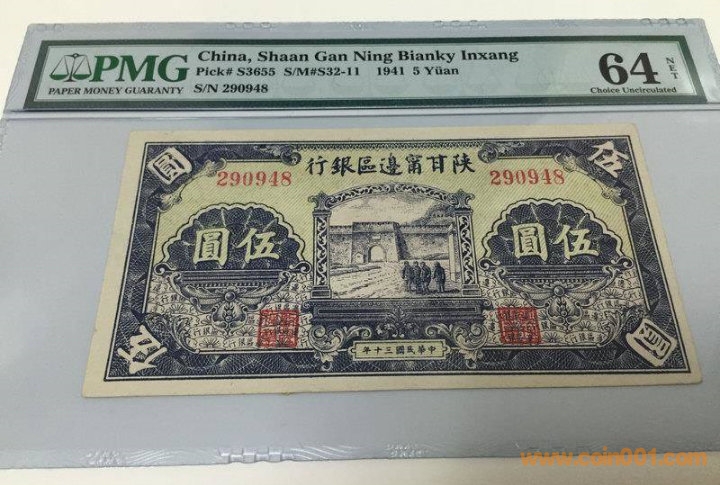 PMG
PAPER MONEY GUARANTY
China, Shaan Gan Ning Bianky Inxang
Pick# S3655 S/M#S32-11 1941 5 Yüan
S/N 290948
64 NET
Choice Uncirculated
行銀區邊甯甘陝
290948 290948
圓 伍
圓伍 圓伍
伍 圓
年十三國民華中
www.coin001.com